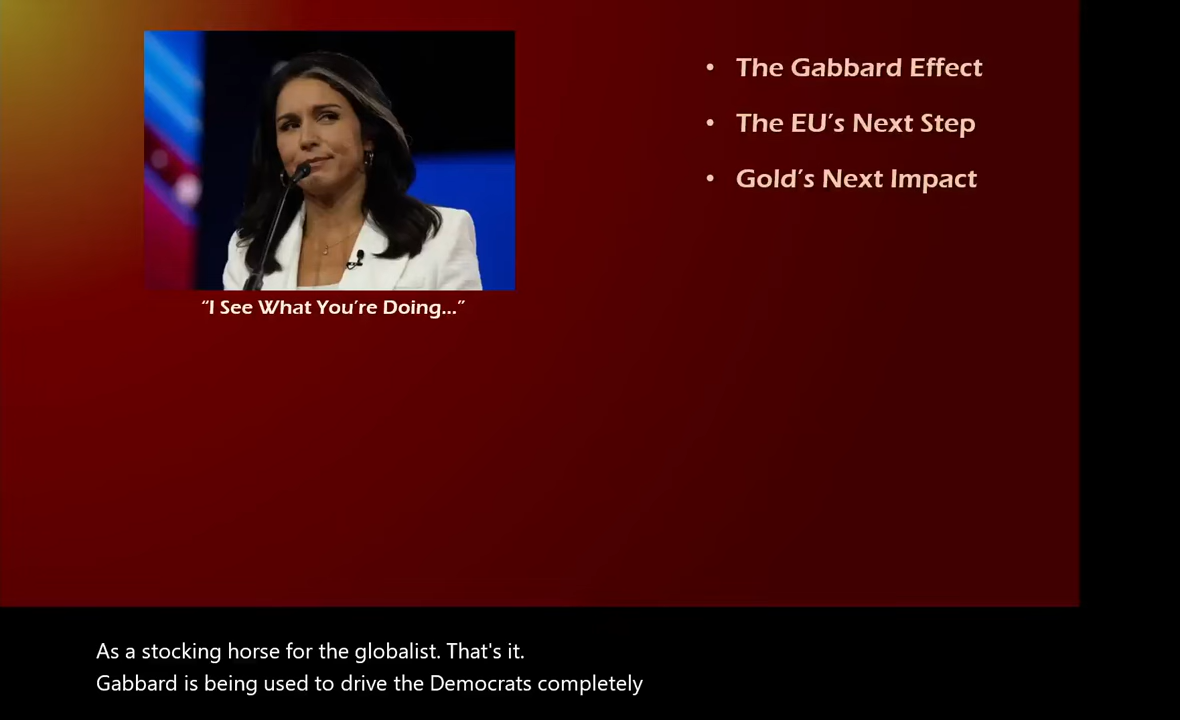 • The Gabbard Effect
• The EU's Next Step
• Gold's Next Impact
“I See What You're Doing...”
As a stocking horse for the globalist. That's it.
Gabbard is being used to drive the Democrats completely